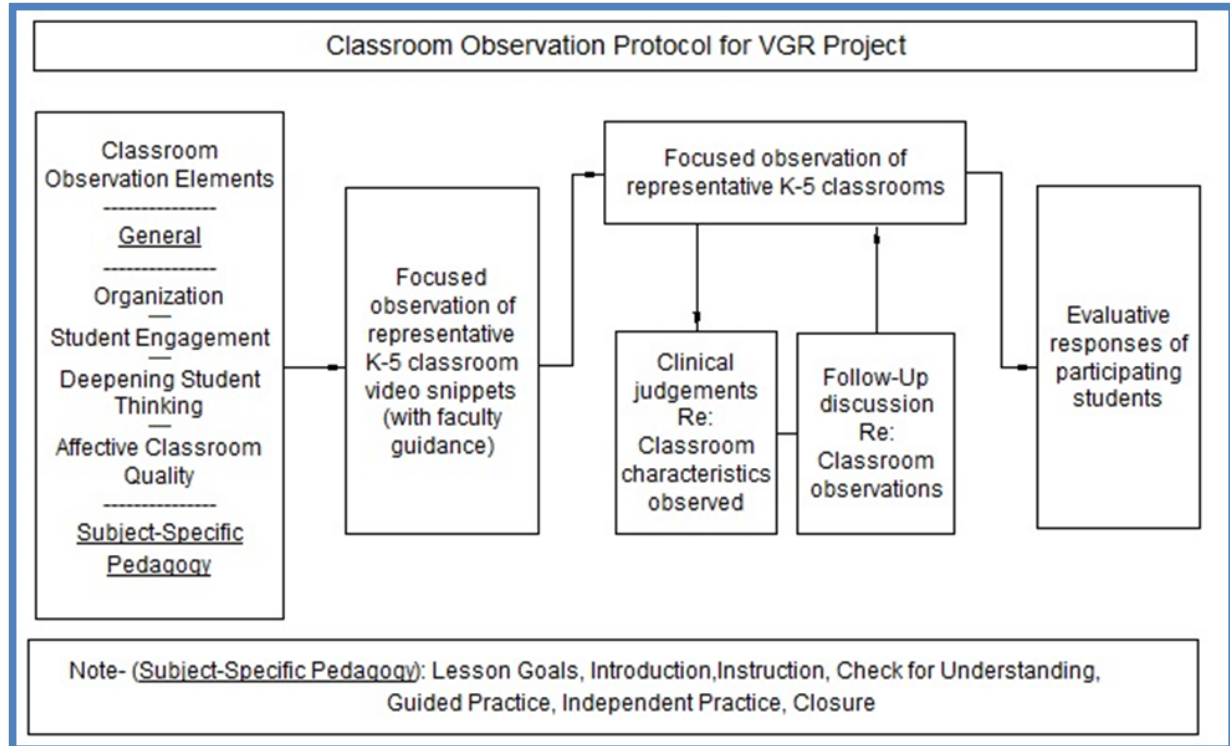 Classroom Observation Protocol for VGR Project
Classroom
Observation Elements
---------------
General
---------------
Organization
—
Student Engagement
—
Deepening Student
Thinking
—
Affective Classroom
Quality
---------------
Subject-Specific
Pedagogy
Focused
observation of
representative
K-5 classroom
video snippets
(with faculty
guidance)
Focused observation of
representative K-5 classrooms
Clinical
judgements
Re:
Classroom
characteristics
observed
Follow-Up
discussion
Re:
Classroom
observations
Evaluative
responses of
participating
students
Note- (Subject-Specific Pedagogy): Lesson Goals, Introduction,Instruction, Check for Understanding,
Guided Practice, Independent Practice, Closure